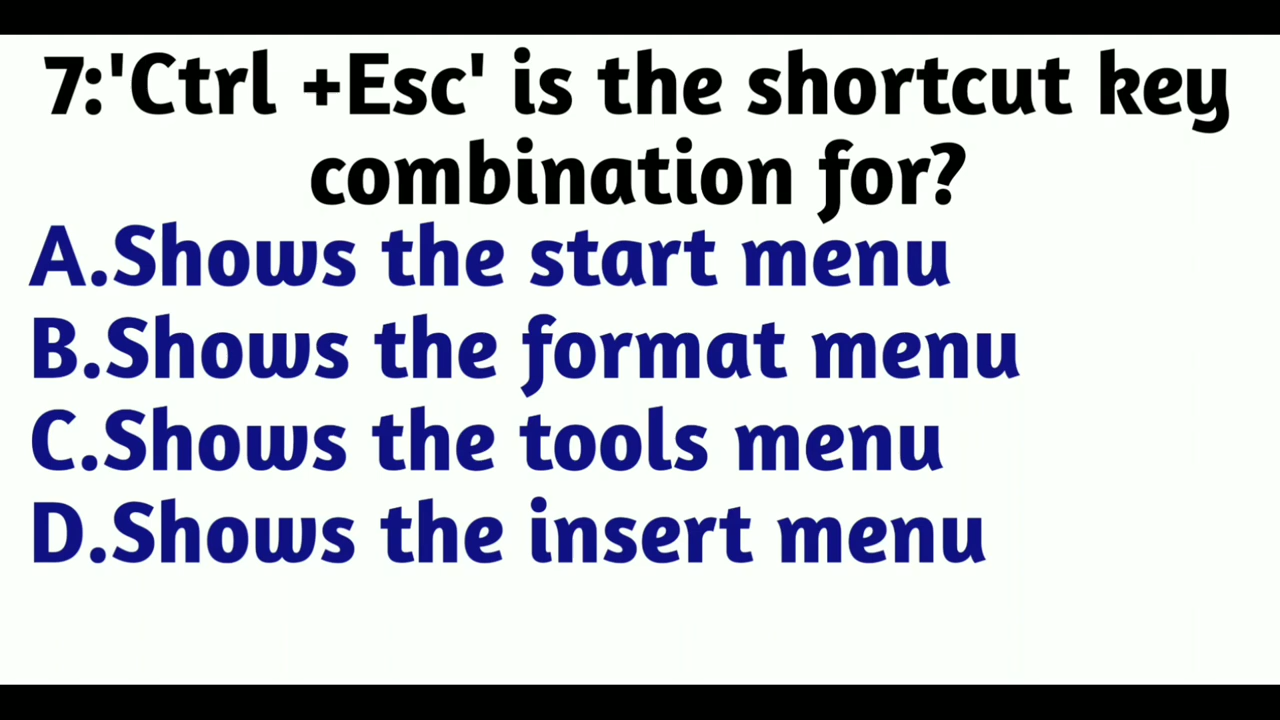 7:'Ctrl +Esc' is the shortcut key
combination for?
A.Shows the start menu
B.Shows the format menu
C.Shows the tools menu
D.Shows the insert menu